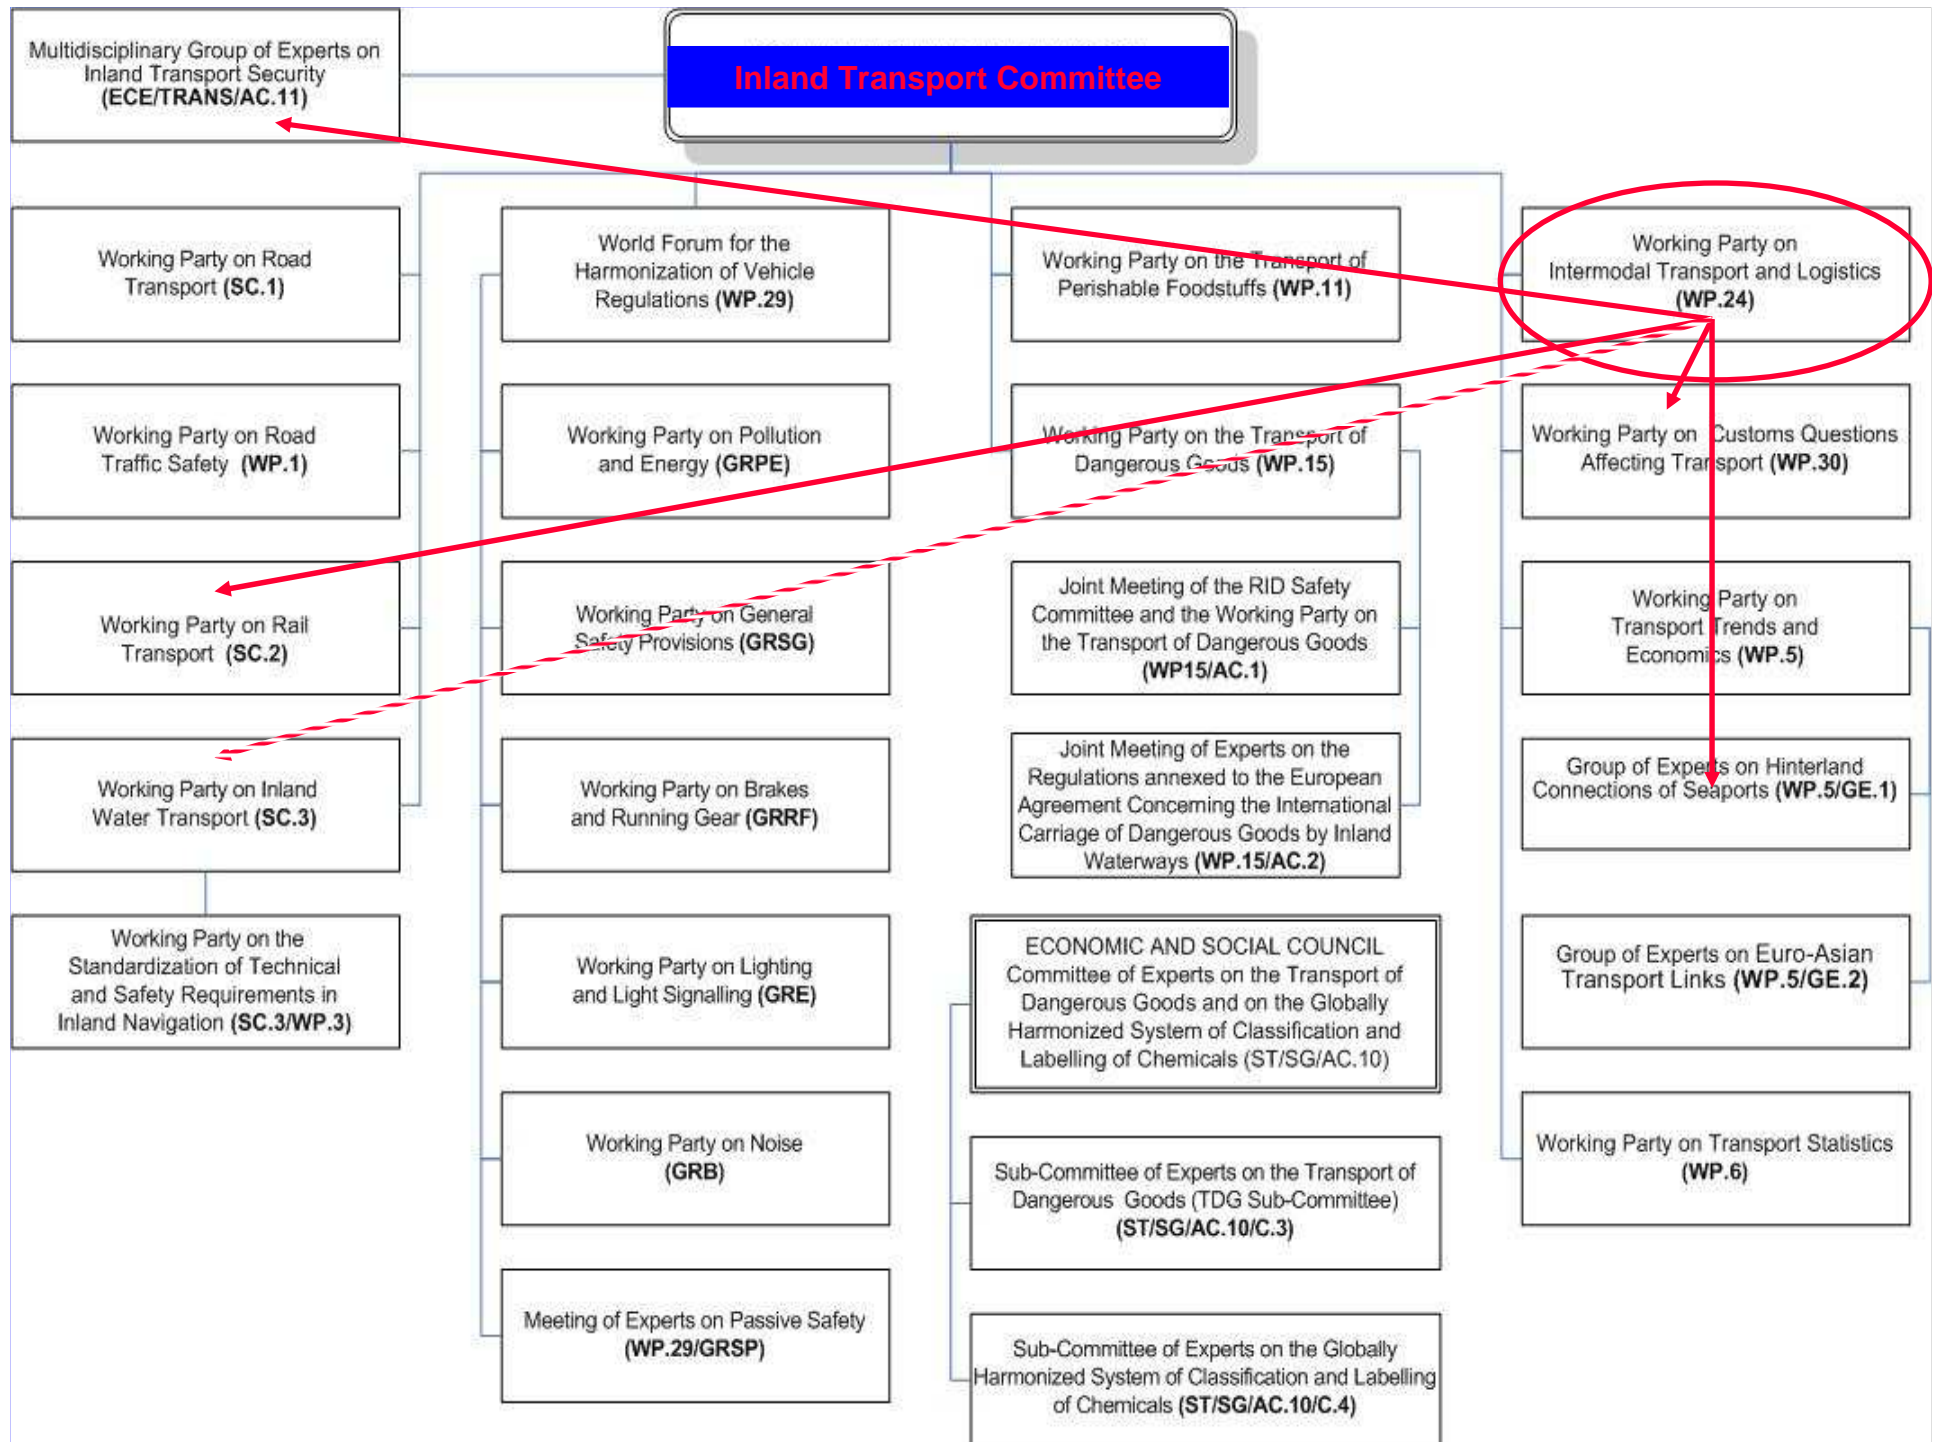 Multidisciplinary Group of Experts on
Inland Transport Security
(ECE/TRANS/AC.11)
Inland Transport Committee
Working Party on Road
Transport (SC.1)
Working Party on Road
Traffic Safety (WP.1)
Working Party on Rail
Transport (SC.2)
Working Party on Inland
Water Transport (SC.3)
Working Party on the
Standardization of Technical
and Safety Requirements in
Inland Navigation (SC.3/WP.3)
World Forum for the
Harmonization of Vehicle
Regulations (WP.29)
Working Party on Pollution
and Energy (GRPE)
Working Party on General
Safety Provisions (GRSG)
Working Party on Brakes
and Running Gear (GRRF)
Working Party on Lighting
and Light Signalling (GRE)
Working Party on Noise
(GRB)
Meeting of Experts on Passive Safety
(WP.29/GRSP)
Working Party on the Transport of
Perishable Foodstuffs (WP.11)
Working Party on the Transport of
Dangerous Goods (WP.15)
Joint Meeting of the RID Safety
Committee and the Working Party on
the Transport of Dangerous Goods
(WP15/AC.1)
Joint Meeting of Experts on the
Regulations annexed to the European
Agreement Concerning the International
Carriage of Dangerous Goods by Inland
Waterways (WP.15/AC.2)
ECONOMIC AND SOCIAL COUNCIL
Committee of Experts on the Transport of
Dangerous Goods and on the Globally
Harmonized System of Classification and
Labelling of Chemicals (ST/SG/AC.10)
Sub-Committee of Experts on the Transport of
Dangerous Goods (TDG Sub-Committee)
(ST/SG/AC.10/C.3)
Sub-Committee of Experts on the Globally
Harmonized System of Classification and Labelling
of Chemicals (ST/SG/AC.10/C.4)
Working Party on
Intermodal Transport and Logistics
(WP.24)
Working Party on Customs Questions
Affecting Transport (WP.30)
Working Party on
Transport Trends and
Economics (WP.5)
Group of Experts on Hinterland
Connections of Seaports (WP.5/GE.1)
Group of Experts on Euro-Asian
Transport Links (WP.5/GE.2)
Working Party on Transport Statistics
(WP.6)